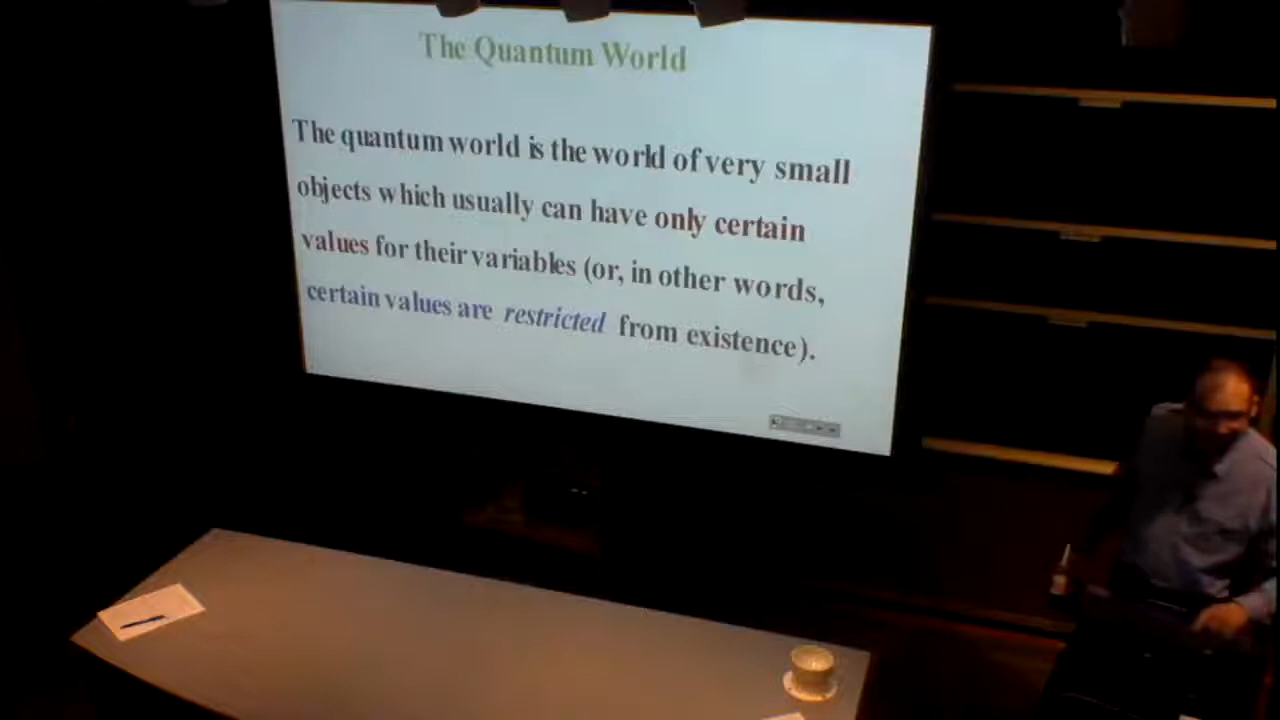 The Quantum World
The quantum world is the world of very small
objects which usually can have only certain
values for their variables (or, in other words,
certain values are restricted from existence).